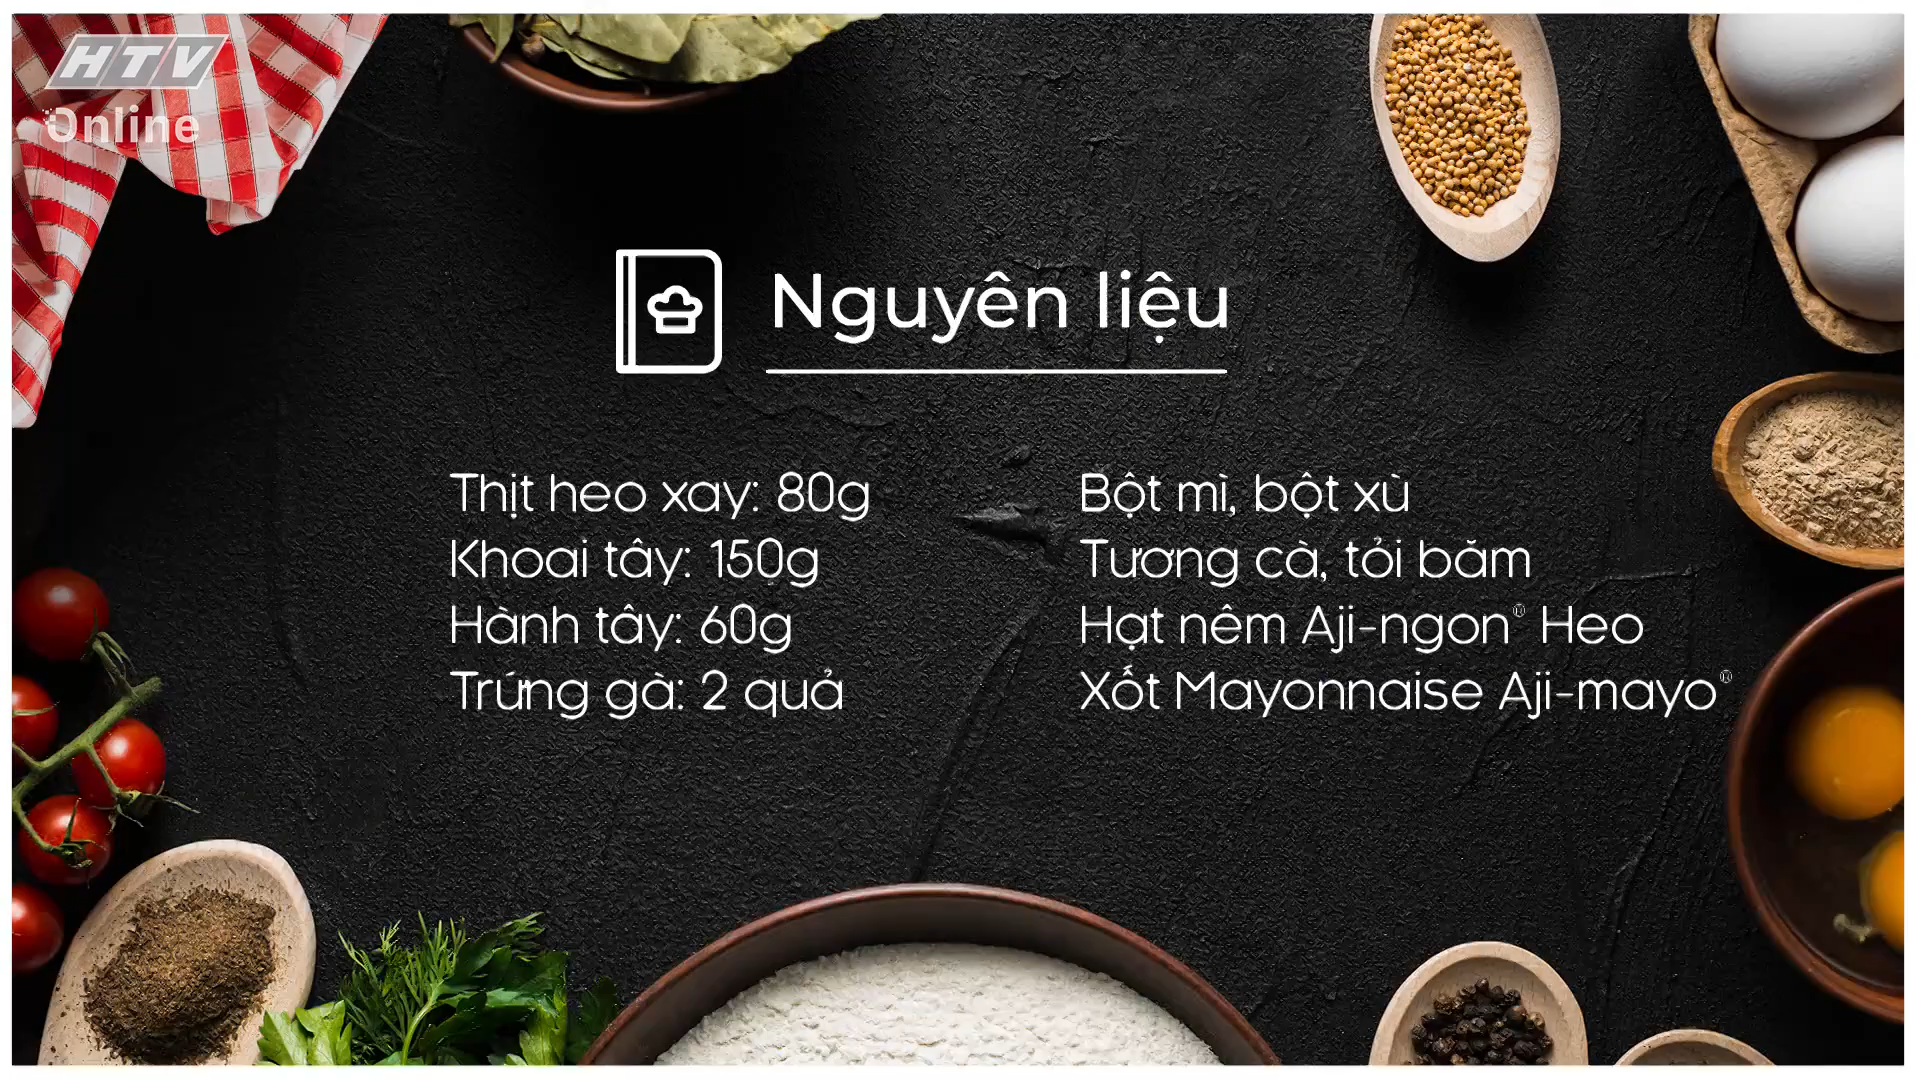 HTV
Online
Nguyên liệu
Thịt heo xay: 80g
Khoai tây: 150g
Hành tây: 60g
Trứng gà: 2 quả
Bột mì, bột xù
Tương cà, tỏi băm
Hạt nêm Aji-ngon® Heo
Xốt Mayonnaise Aji-mayo®